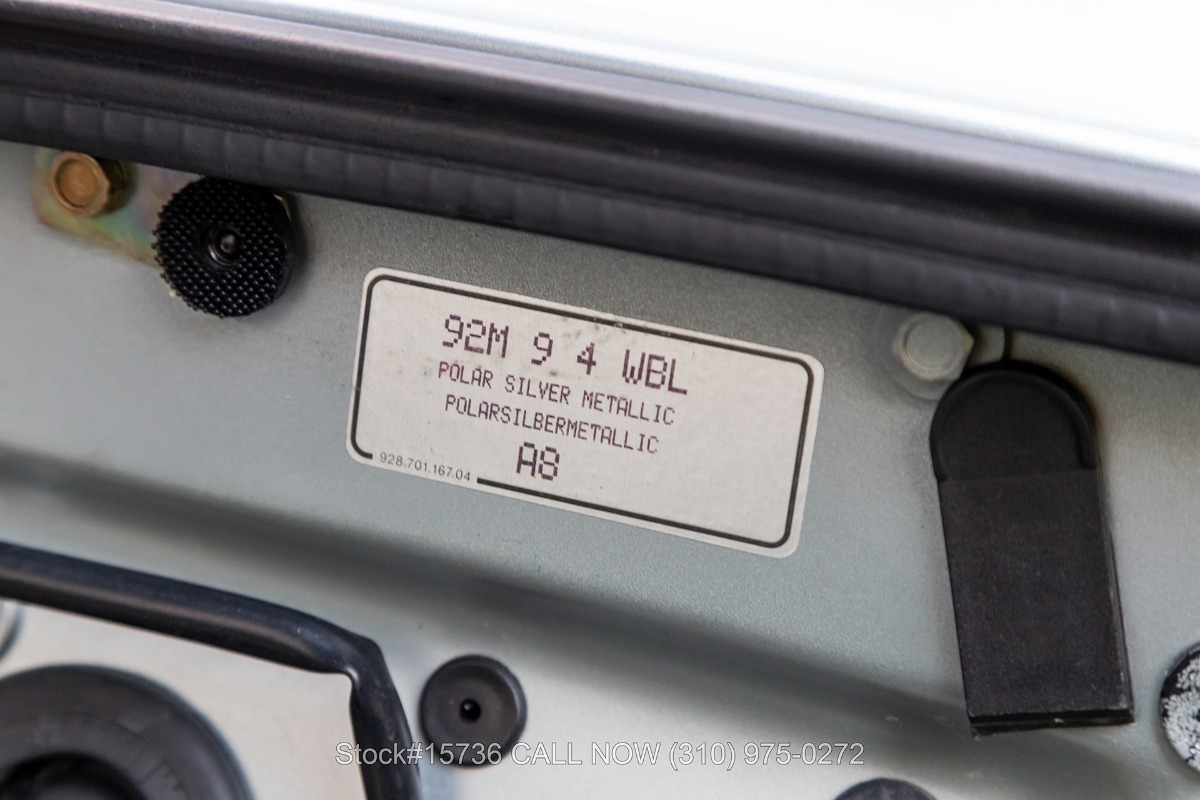 92M 9 4 WBL
POLAR SILVER METALLIC
POLARSILBERMETALLIC
A8
928.701.167.04
Stock#15736 CALL NOW (310) 975-0272